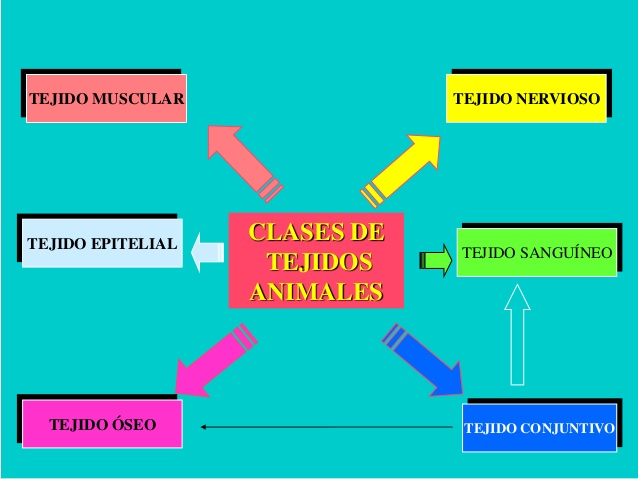 TEJIDO MUSCULAR
TEJIDO NERVIOSO
CLASES DE
TEJIDOS
ANIMALES
TEJIDO EPITELIAL
TEJIDO SANGUÍNEO
TEJIDO ÓSEO
TEJIDO CONJUNTIVO